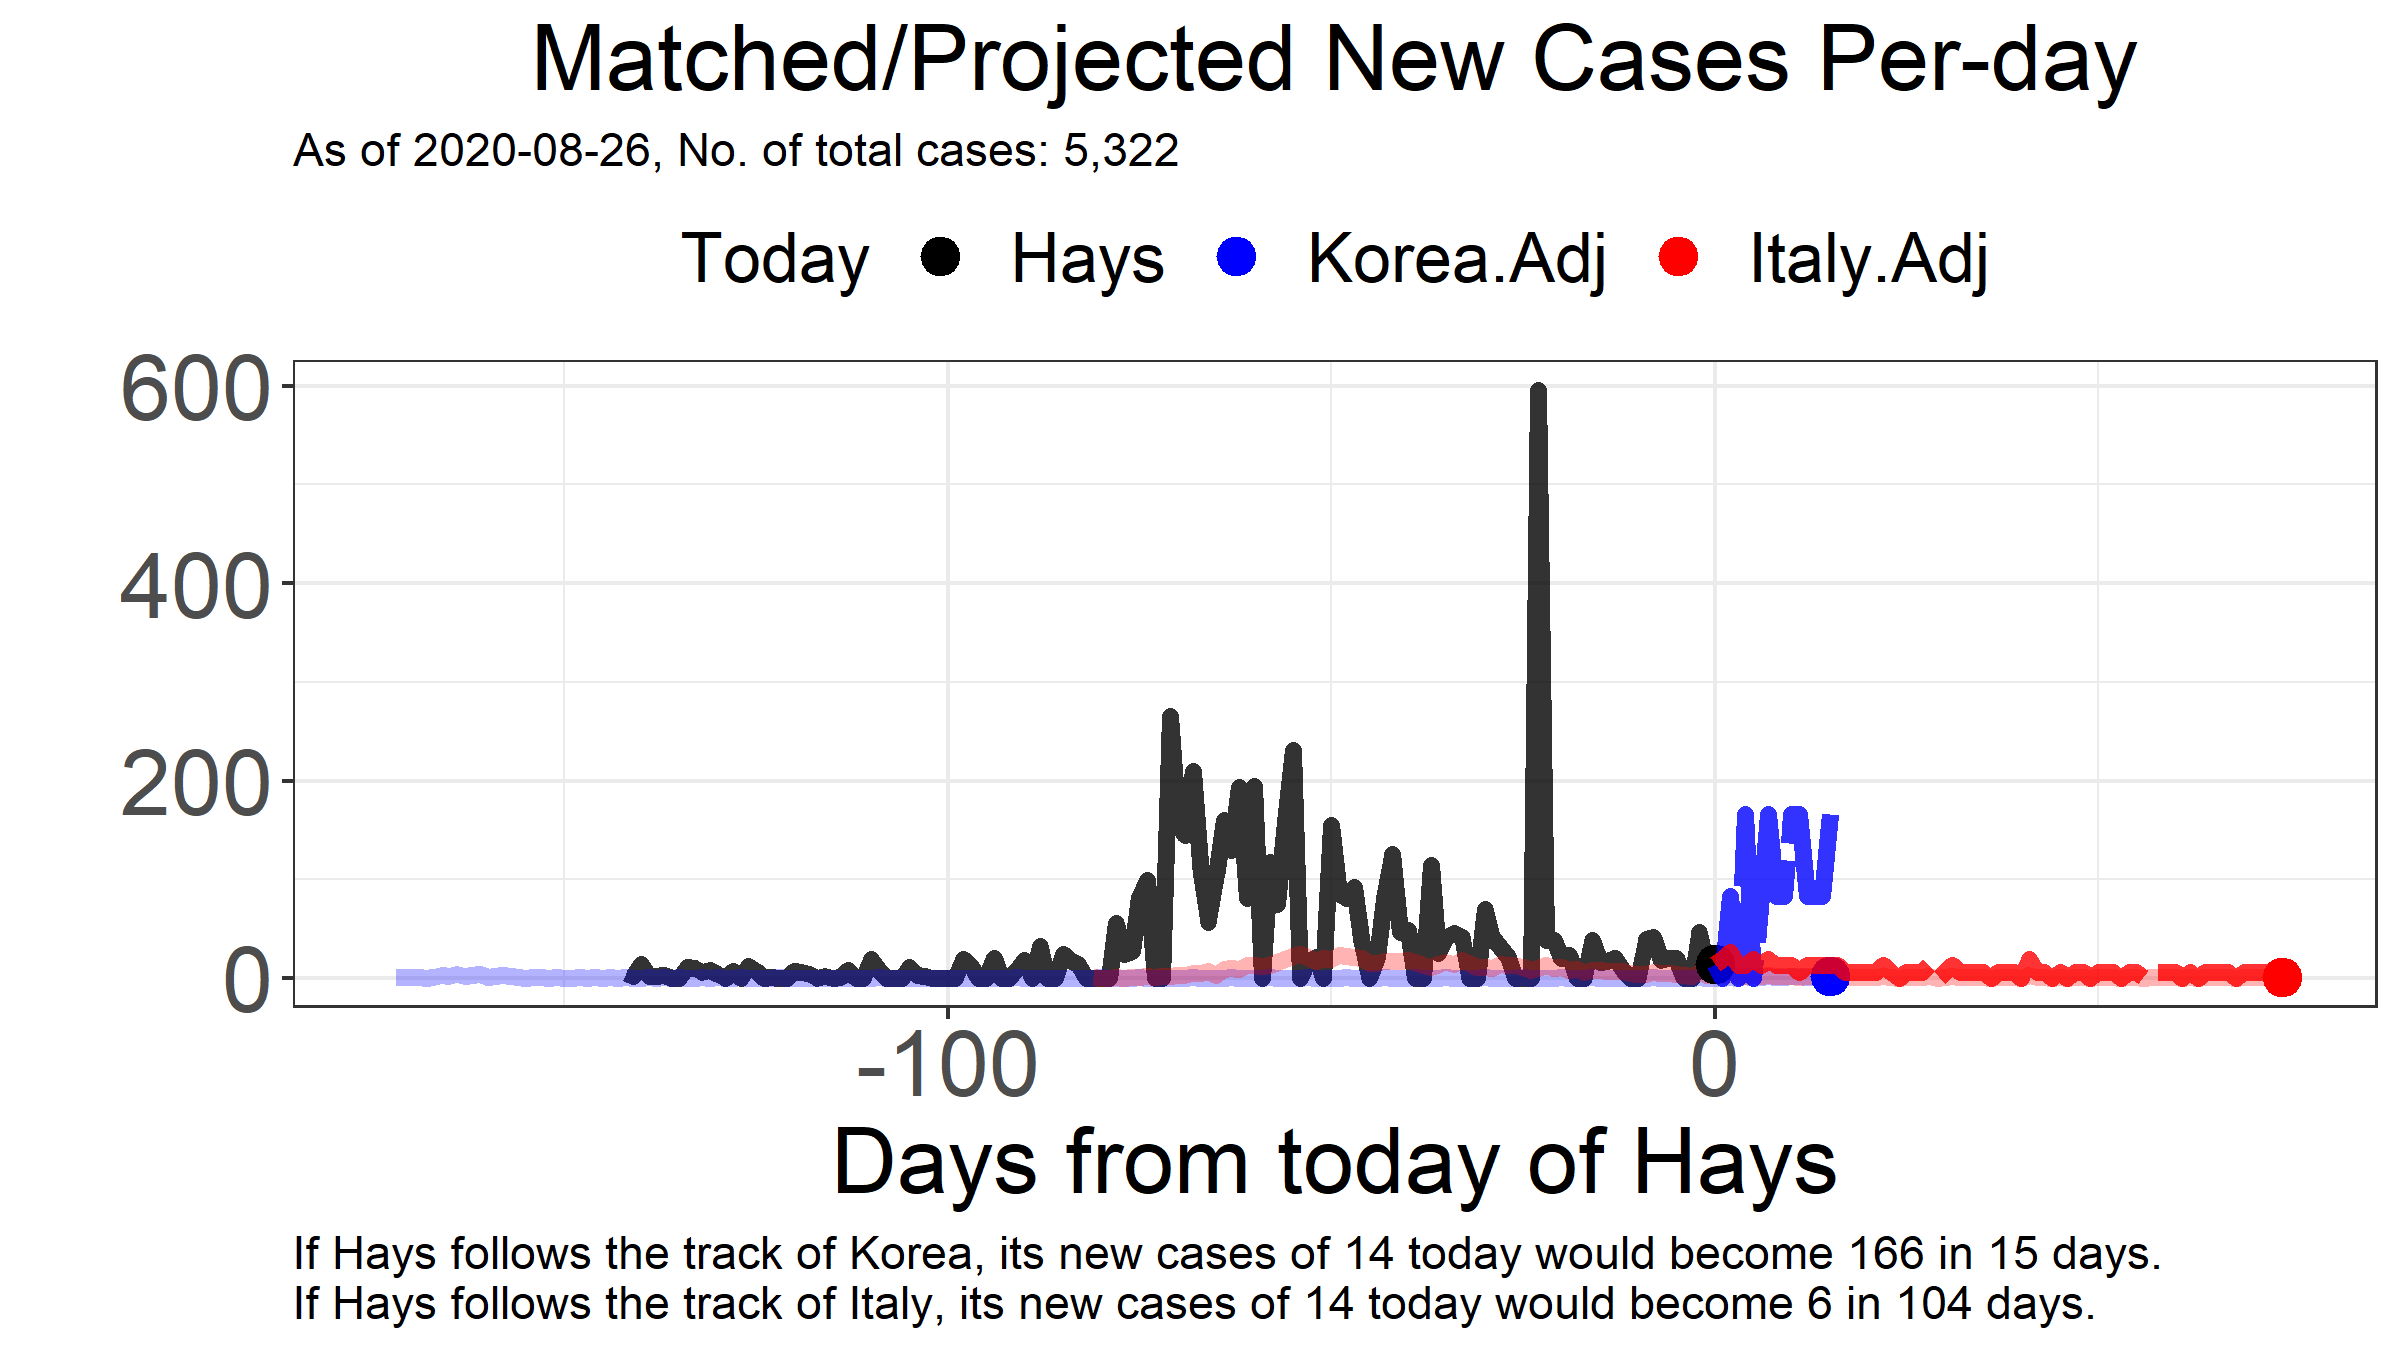 Matched/Projected New Cases Per-day
As of 2020-08-26, No. of total cases: 5,322
Today Hays Korea.Adj Italy.Adj
600
400
200
0
-100 0
Days from today of Hays
If Hays follows the track of Korea, its new cases of 14 today would become 166 in 15 days.
If Hays follows the track of Italy, its new cases of 14 today would become 6 in 104 days.